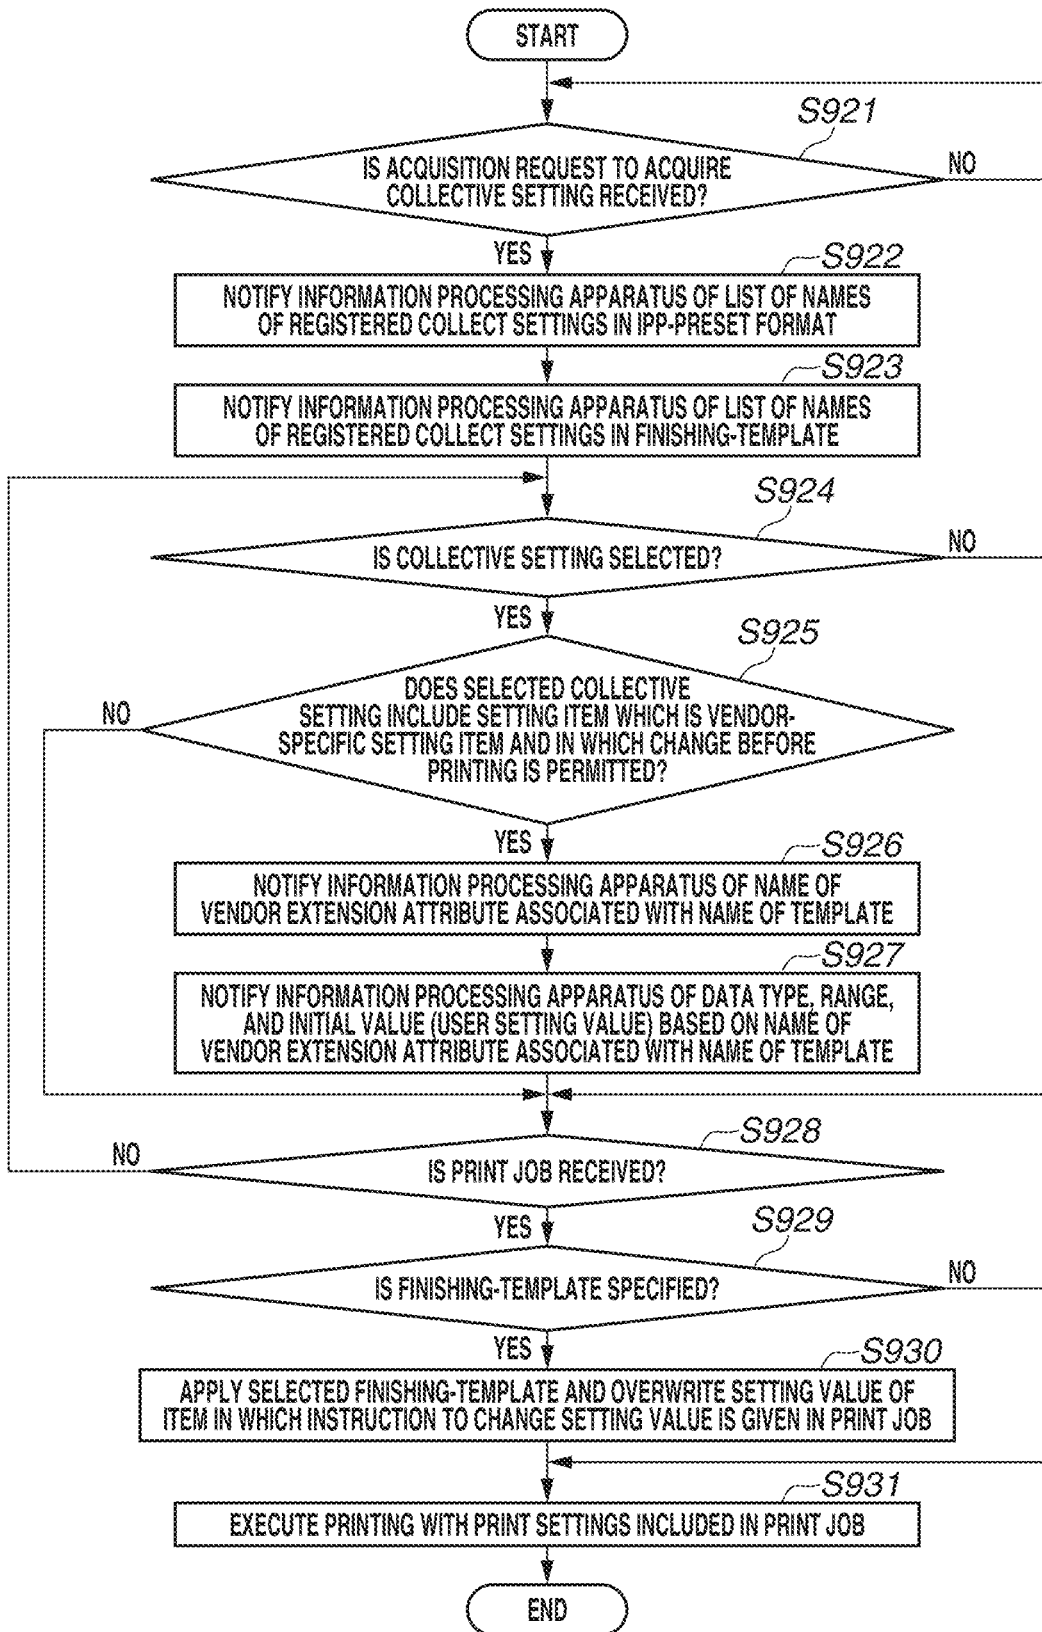 START
S921
IS ACQUISITION REQUEST TO ACQUIRE
COLLECTIVE SETTING RECEIVED?
NO
YES
S922
NOTIFY INFORMATION PROCESSING APPARATUS OF LIST OF NAMES
OF REGISTERED COLLECT SETTINGS IN IPP-PRESET FORMAT
S923
NOTIFY INFORMATION PROCESSING APPARATUS OF LIST OF NAMES
OF REGISTERED COLLECT SETTINGS IN FINISHING-TEMPLATE
S924
IS COLLECTIVE SETTING SELECTED?
NO
YES
S925
DOES SELECTED COLLECTIVE
SETTING INCLUDE SETTING ITEM WHICH IS VENDOR-
SPECIFIC SETTING ITEM AND IN WHICH CHANGE BEFORE
PRINTING IS PERMITTED?
NO
YES
S926
NOTIFY INFORMATION PROCESSING APPARATUS OF NAME OF
VENDOR EXTENSION ATTRIBUTE ASSOCIATED WITH NAME OF TEMPLATE
S927
NOTIFY INFORMATION PROCESSING APPARATUS OF DATA TYPE, RANGE,
AND INITIAL VALUE (USER SETTING VALUE) BASED ON NAME OF
VENDOR EXTENSION ATTRIBUTE ASSOCIATED WITH NAME OF TEMPLATE
S928
NO
IS PRINT JOB RECEIVED?
YES
S929
IS FINISHING-TEMPLATE SPECIFIED?
NO
YES
S930
APPLY SELECTED FINISHING-TEMPLATE AND OVERWRITE SETTING VALUE OF
ITEM IN WHICH INSTRUCTION TO CHANGE SETTING VALUE IS GIVEN IN PRINT JOB
S931
EXECUTE PRINTING WITH PRINT SETTINGS INCLUDED IN PRINT JOB
END